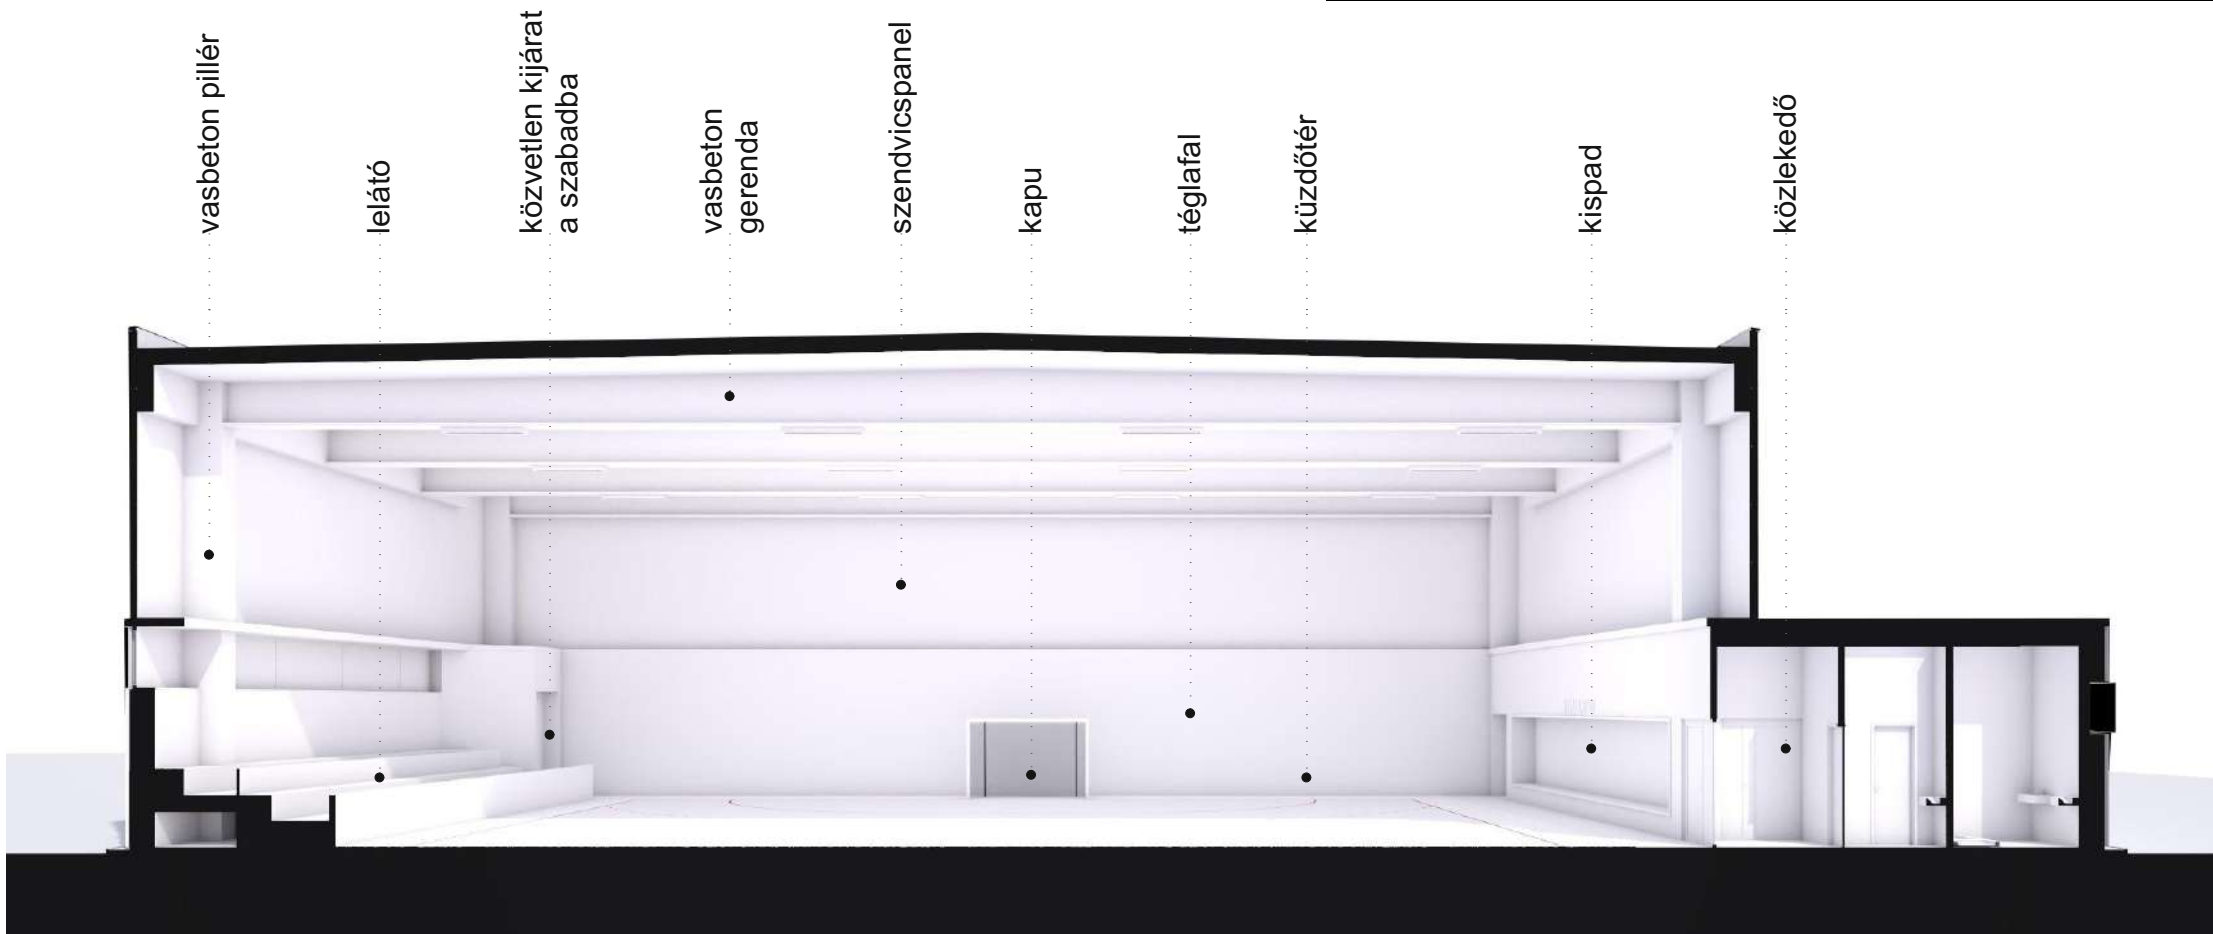 vasbeton pillér
lelátó
közvetlen kijárat
a szabadba
vasbeton
gerenda
szendvicspanel
kapu
téglafal
küzdőtér
kispad
közlekedő